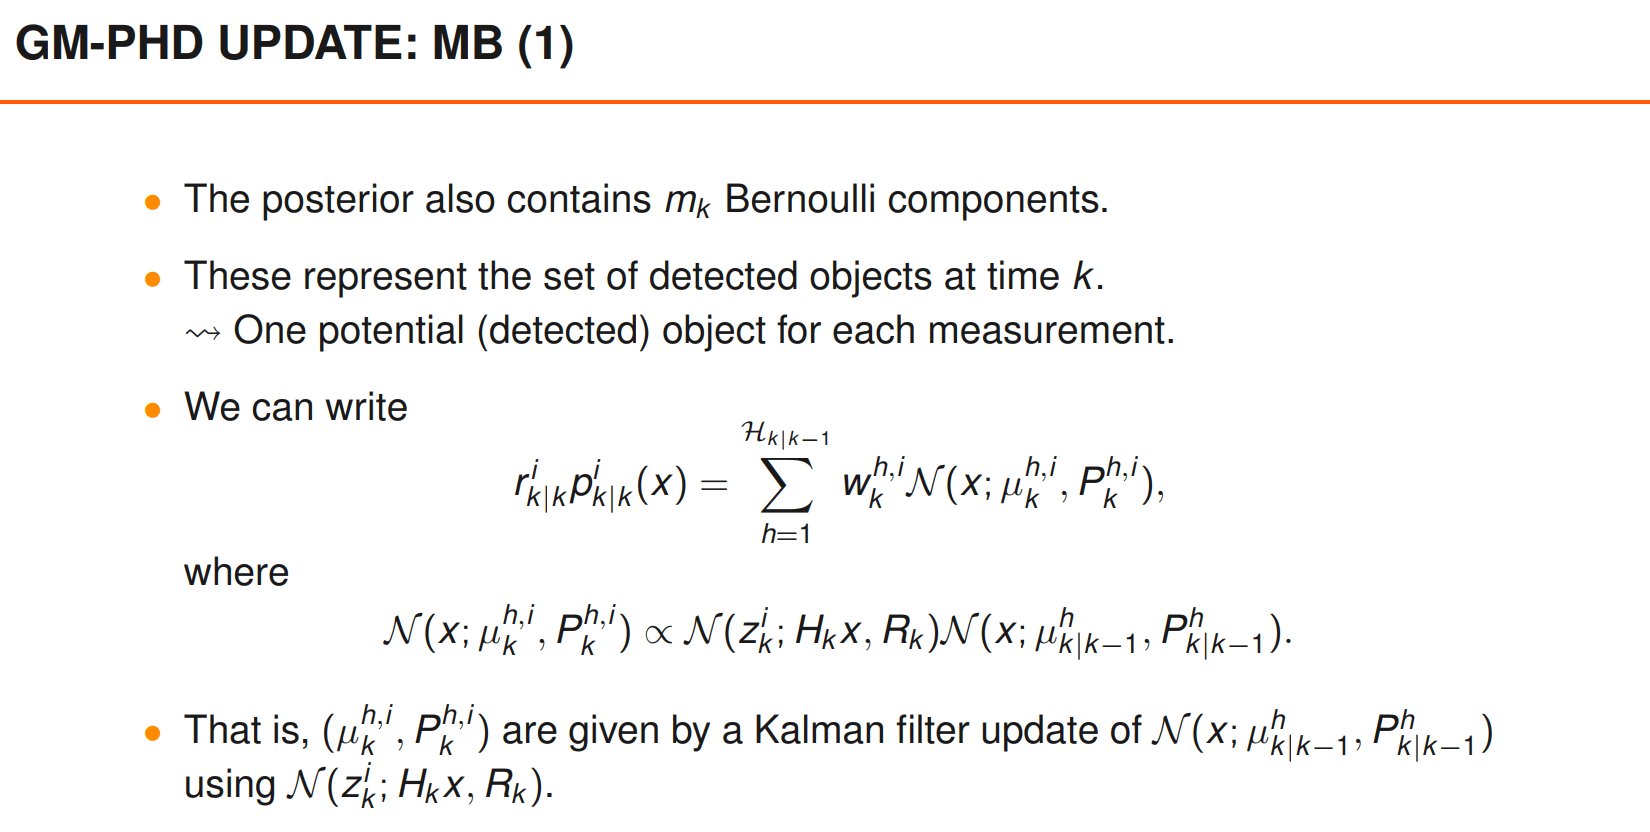 GM-PHD UPDATE: MB (1)
• The posterior also contains $m_k$ Bernoulli components.
• These represent the set of detected objects at time $k$.
⇝ One potential (detected) object for each measurement.
• We can write
$r^i_{k|k} p^i_{k|k}(x) = \sum_{h=1}^{\mathcal{H}_{k|k-1}} w^{h,i}_k \mathcal{N}(x; \mu^{h,i}_k, P^{h,i}_k),$
where
$\mathcal{N}(x; \mu^{h,i}_k, P^{h,i}_k) \propto \mathcal{N}(z^i_k; H_k x, R_k)\mathcal{N}(x; \mu^h_{k|k-1}, P^h_{k|k-1}).$
• That is, $(\mu^{h,i}_k, P^{h,i}_k)$ are given by a Kalman filter update of $\mathcal{N}(x; \mu^h_{k|k-1}, P^h_{k|k-1})$
using $\mathcal{N}(z^i_k; H_k x, R_k)$.